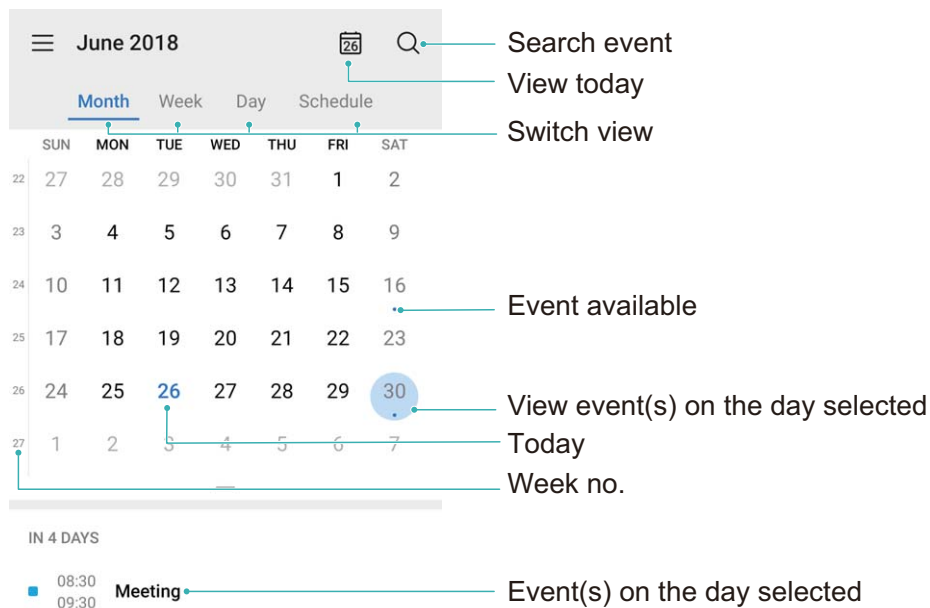 June 2018 26 Search event
View today
Month Week Day Schedule
Switch view
SUN MON TUE WED THU FRI SAT
22 27 28 29 30 31 1 2
23 3 4 5 6 7 8 9
24 10 11 12 13 14 15 16
Event available
25 17 18 19 20 21 22 23
26 24 25 26 27 28 29 30
View event(s) on the day selected
Today
27 1 2 3 4 5 6 7
Week no.
IN 4 DAYS
08:30
Meeting Event(s) on the day selected
09:30